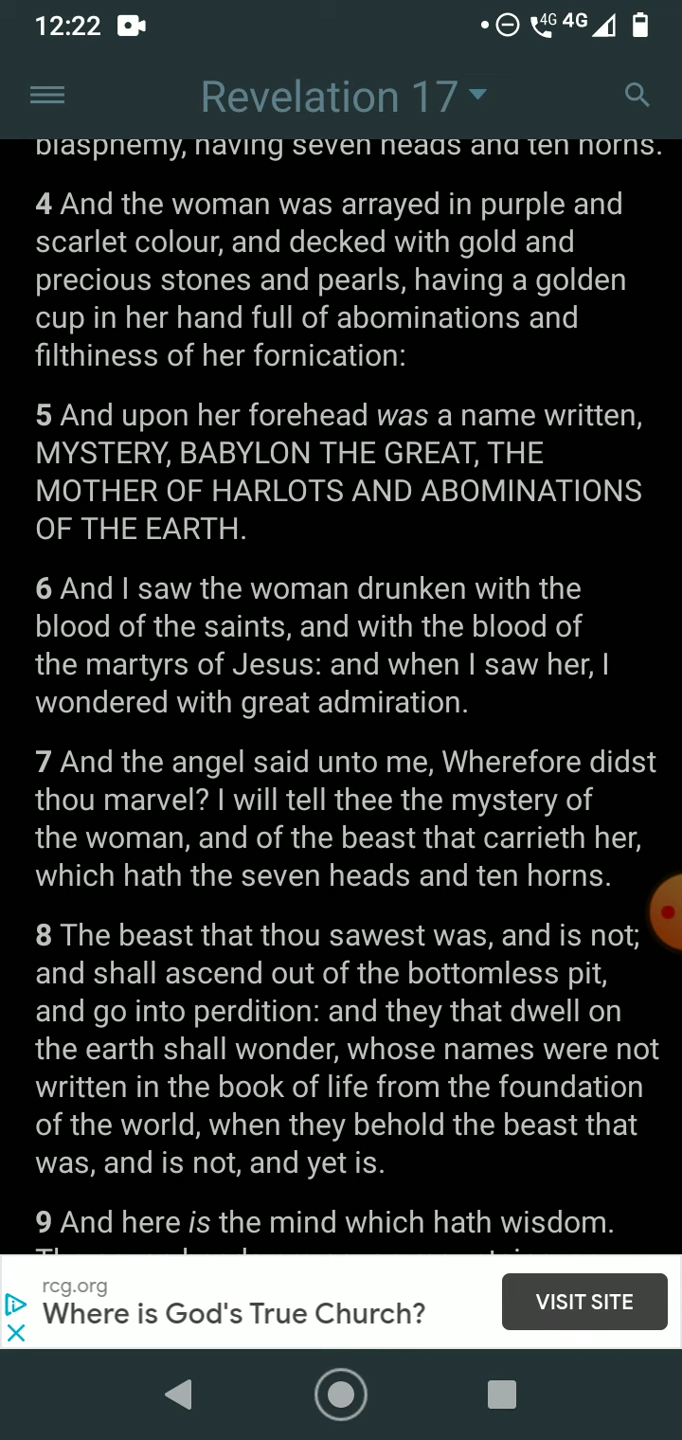 12:22
4G 4G
Revelation 17
blasphemy, having seven heads and ten horns.
4 And the woman was arrayed in purple and
scarlet colour, and decked with gold and
precious stones and pearls, having a golden
cup in her hand full of abominations and
filthiness of her fornication:
5 And upon her forehead was a name written,
MYSTERY, BABYLON THE GREAT, THE
MOTHER OF HARLOTS AND ABOMINATIONS
OF THE EARTH.
6 And I saw the woman drunken with the
blood of the saints, and with the blood of
the martyrs of Jesus: and when I saw her, I
wondered with great admiration.
7 And the angel said unto me, Wherefore didst
thou marvel? I will tell thee the mystery of
the woman, and of the beast that carrieth her,
which hath the seven heads and ten horns.
8 The beast that thou sawest was, and is not;
and shall ascend out of the bottomless pit,
and go into perdition: and they that dwell on
the earth shall wonder, whose names were not
written in the book of life from the foundation
of the world, when they behold the beast that
was, and is not, and yet is.
9 And here is the mind which hath wisdom.
rcg.org
Where is God's True Church?
VISIT SITE